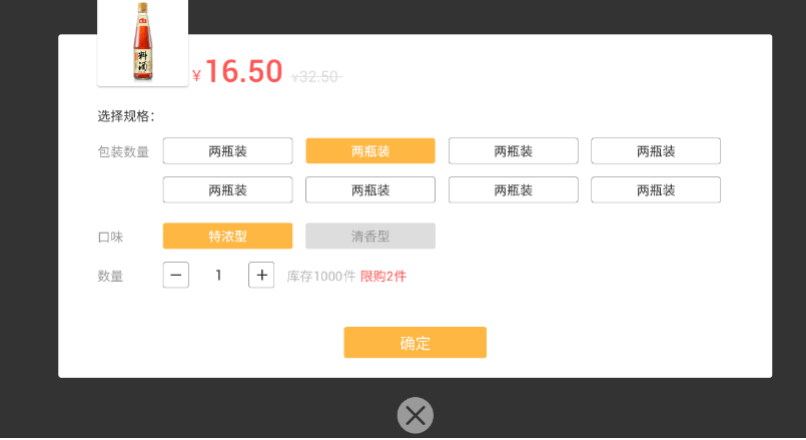 料酒
¥16.50 ¥32.50
选择规格：
包装数量 两瓶装 两瓶装 两瓶装 两瓶装
两瓶装 两瓶装 两瓶装 两瓶装
口味 特浓型 清香型
数量 － 1 ＋ 库存1000件 限购2件
确定